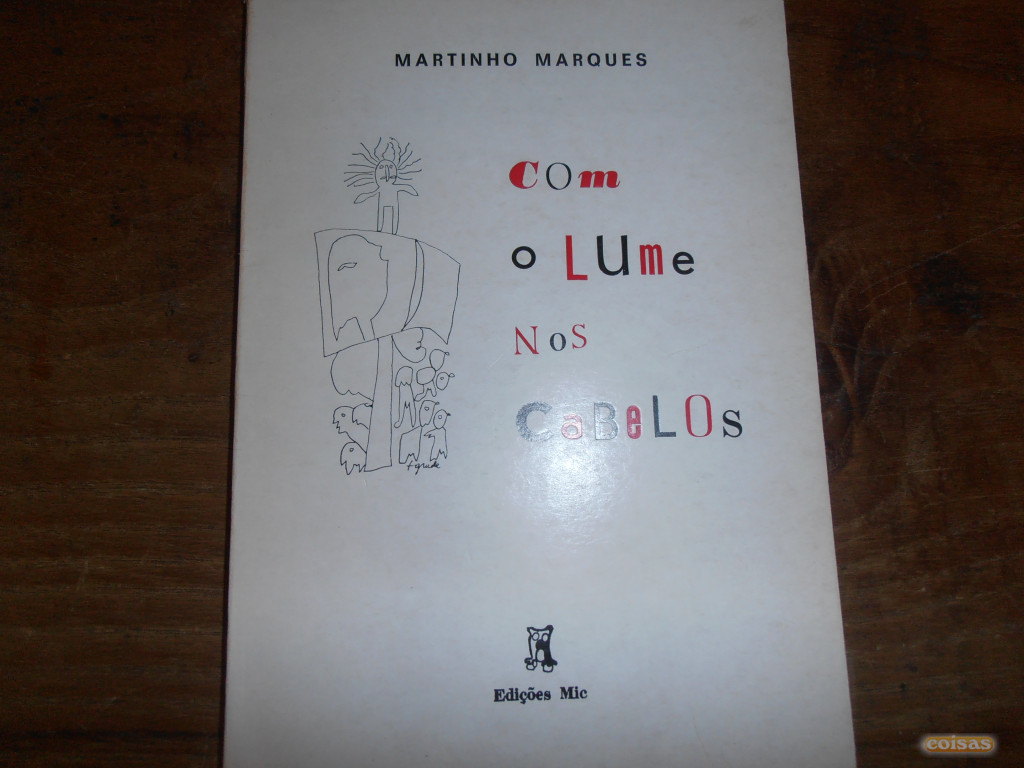 MARTINHO MARQUES
COm
o LUme
NoS
CaBeLOs
Edições Mic
coisas